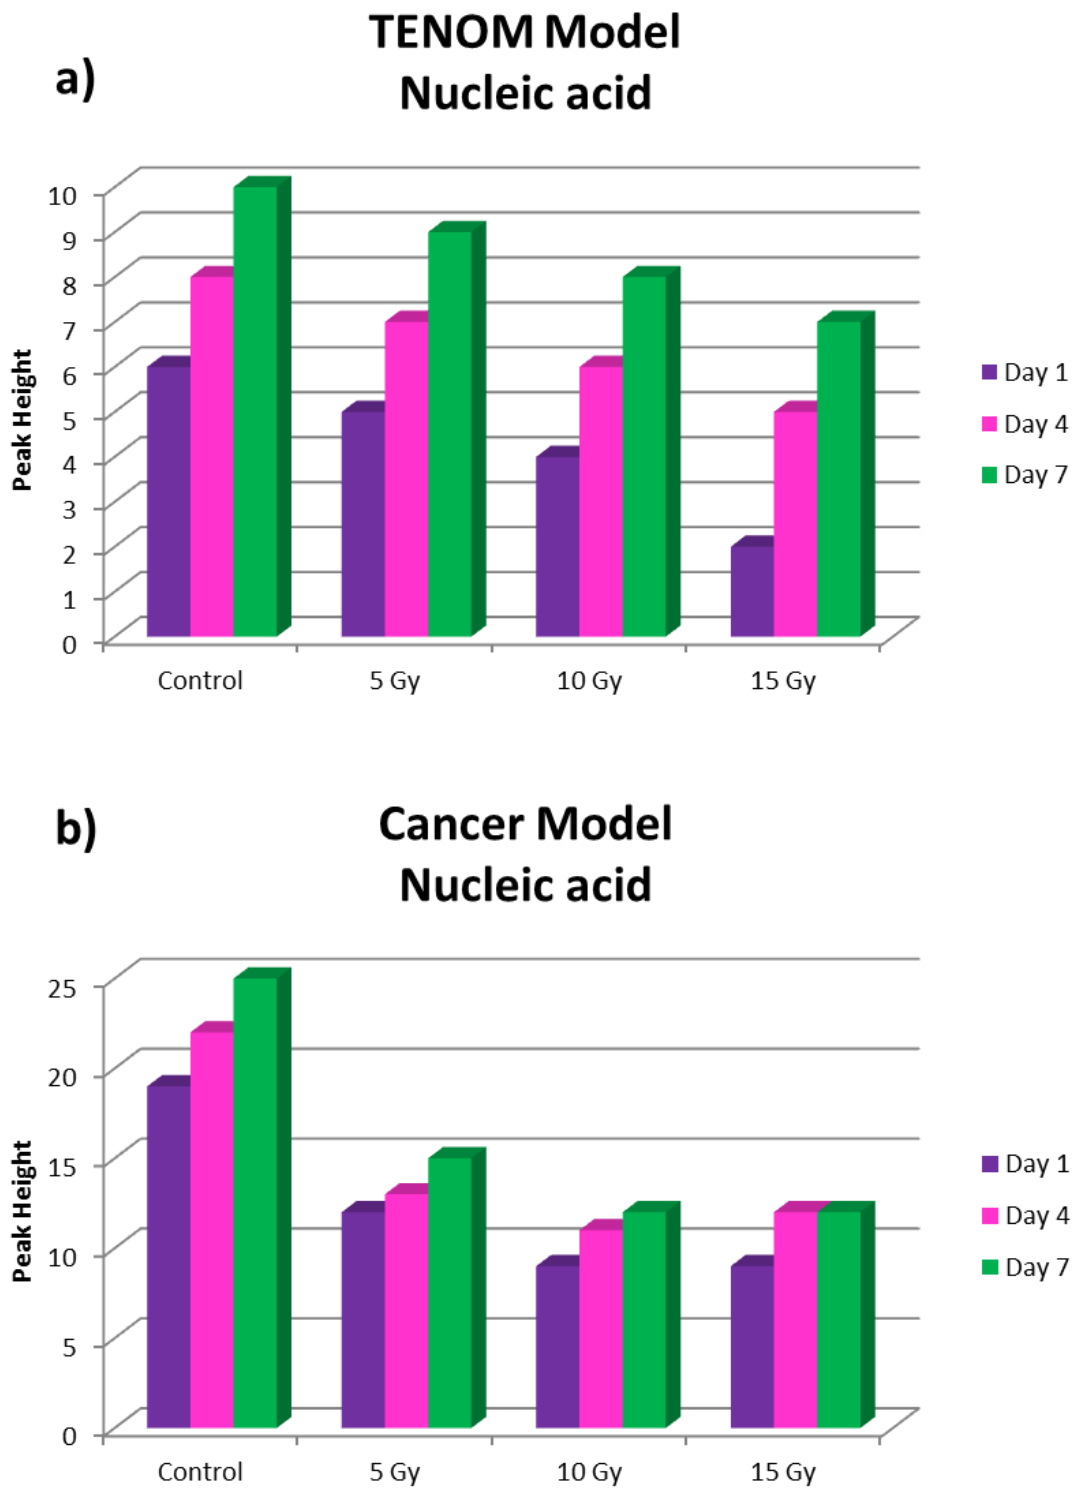 TENOM Model
a)
Nucleic acid
10
9
8
7
6
5
4
3
2
1
0
Peak Height
Control 5 Gy 10 Gy 15 Gy
Day 1
Day 4
Day 7
b)
Cancer Model
Nucleic acid
25
20
15
10
5
0
Peak Height
Control 5 Gy 10 Gy 15 Gy
Day 1
Day 4
Day 7